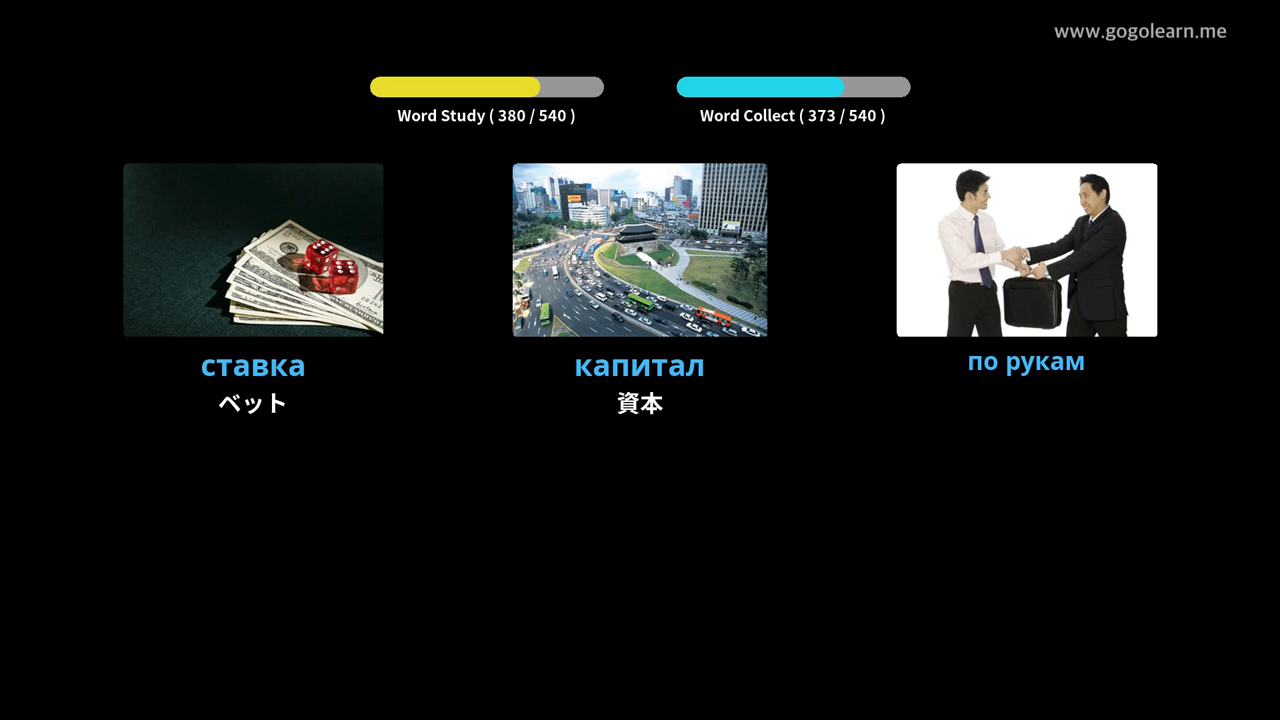 www.gogolearn.me
Word Study ( 380 / 540 )
Word Collect ( 373 / 540 )
ставка
капитал
по рукам
ベット
資本